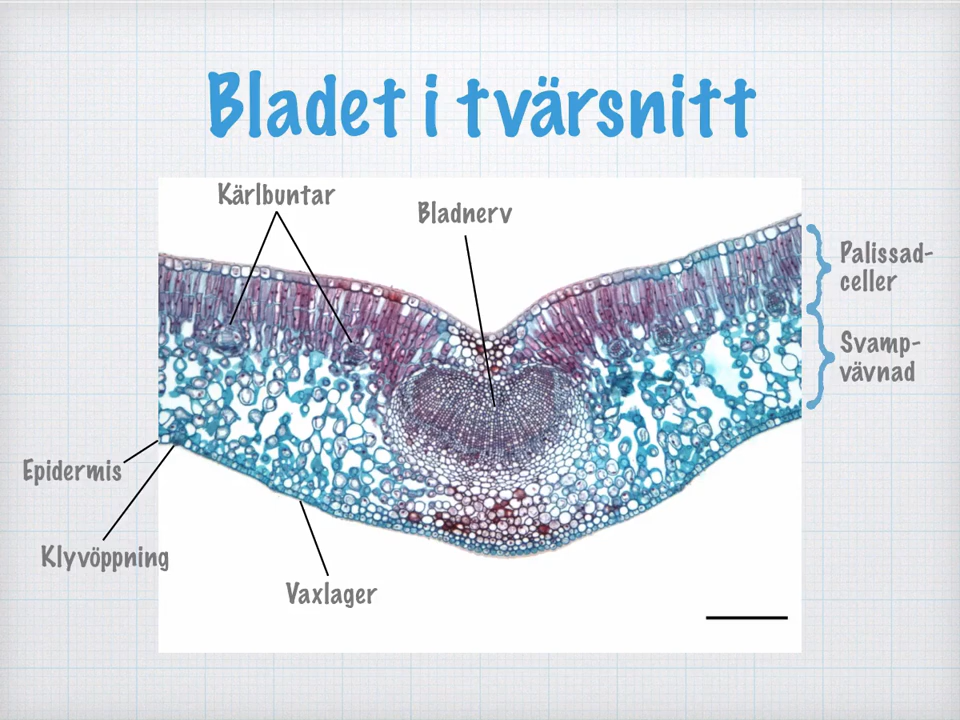 Bladet i tvärsnitt
Kärlbuntar
Bladnerv
Palissad-
celler
Svamp-
vävnad
Epidermis
Klyvöppning
Vaxlager